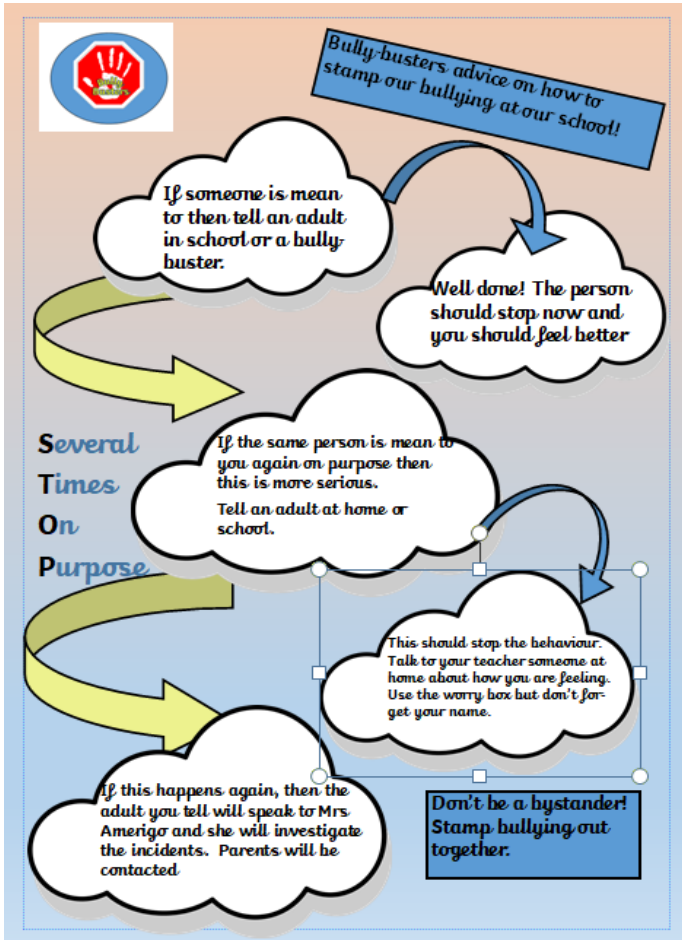 Bully Busters
Bully-busters advice on how to
stamp our bullying at our school!
If someone is mean
to then tell an adult
in school or a bully-
buster.
Well done! The person
should stop now and
you should feel better
If the same person is mean to
you again on purpose then
this is more serious.
Tell an adult at home or
school.
Several
Times
On
Purpose
This should stop the behaviour.
Talk to your teacher someone at
home about how you are feeling.
Use the worry box but don't for-
get your name.
If this happens again, then the
adult you tell will speak to Mrs
Amerigo and she will investigate
the incidents. Parents will be
contacted
Don't be a bystander!
Stamp bullying out
together.